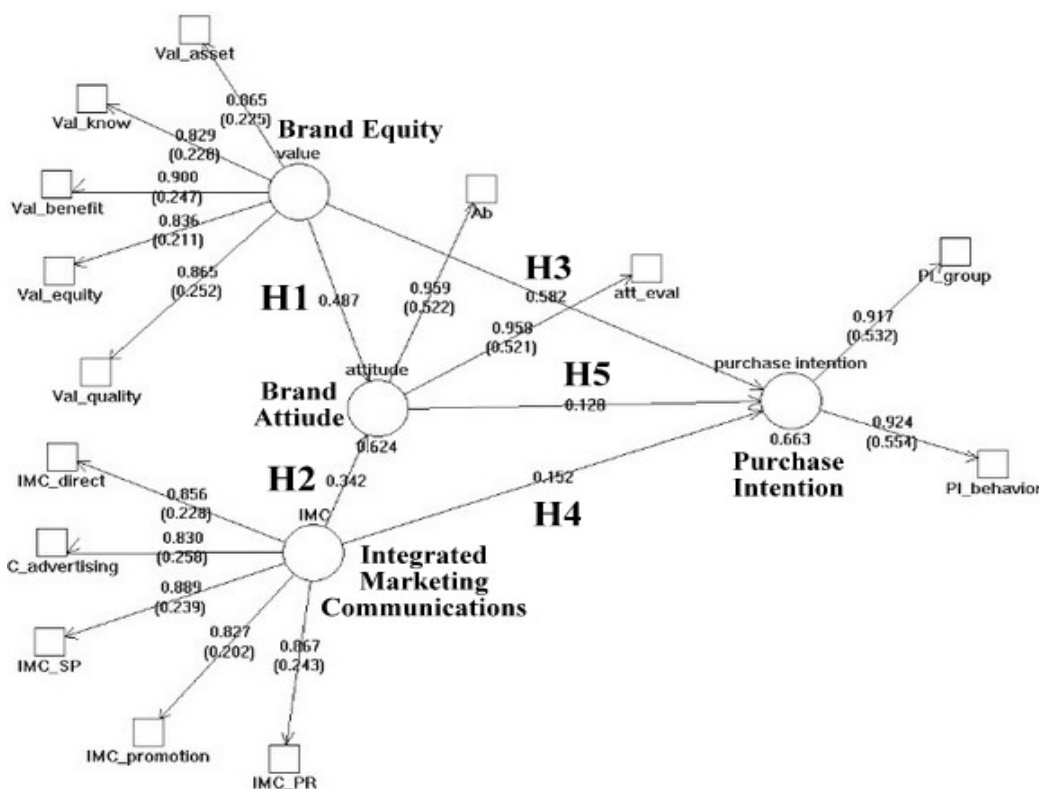 Val_asset
0.865
(0.225)
Val_know
0.829
(0.228)
Brand Equity
value
0.900
(0.247)
Val_benefit
0.836
(0.211)
Val_equity
0.865
(0.252)
Val_quality
Ab
H1
0.487
0.959
(0.522)
H3
0.582
att_eval
0.958
(0.521)
PI_group
0.917
(0.532)
attitude
Brand
Attiude
0.624
H5
0.128
purchase intention
0.663
Purchase
Intention
0.924
(0.554)
PI_behavior
H2
0.342
0.152
H4
IMC_direct
0.856
(0.228)
IMC
C_advertising
0.830
(0.258)
Integrated
Marketing
Communications
0.889
(0.239)
IMC_SP
0.827
(0.202)
IMC_promotion
0.867
(0.243)
IMC_PR